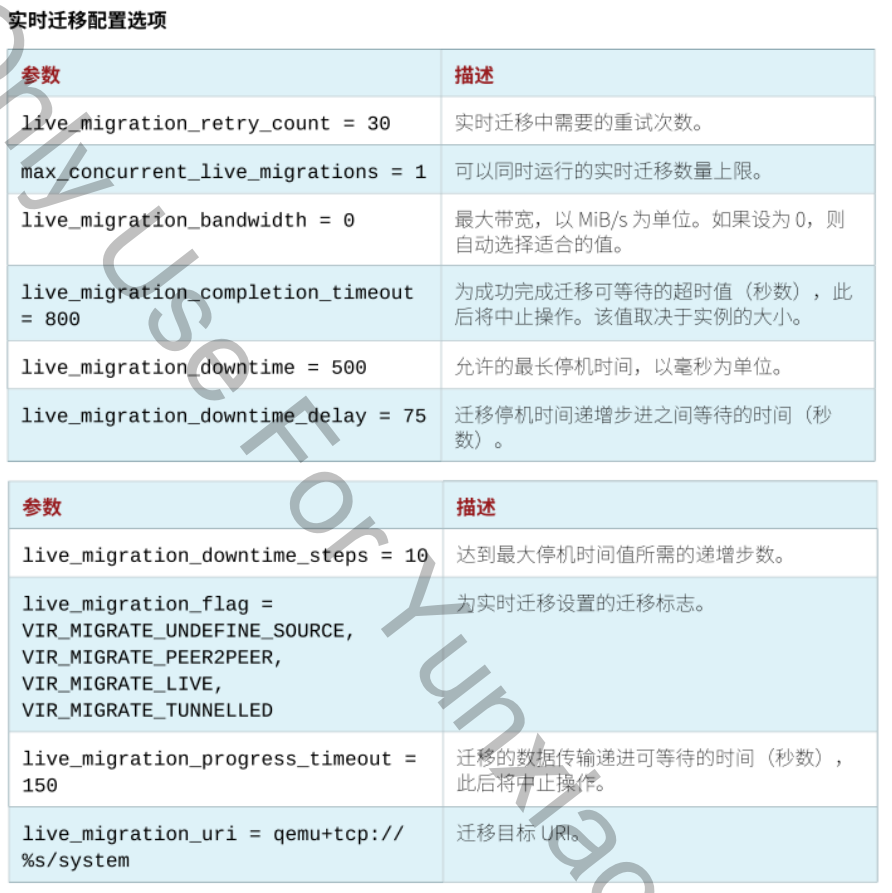 实时迁移配置选项
参数 描述
live_migration_retry_count = 30 实时迁移中需要的重试次数。
max_concurrent_live_migrations = 1 可以同时运行的实时迁移数量上限。
live_migration_bandwidth = 0 最大带宽，以 MiB/s 为单位。如果设为 0，则
自动选择适合的值。
live_migration_completion_timeout 为成功完成迁移可等待的超时值（秒数），此
= 800 后将中止操作。该值取决于实例的大小。
live_migration_downtime = 500 允许的最长停机时间，以毫秒为单位。
live_migration_downtime_delay = 75 迁移停机时间递增步进之间等待的时间（秒
数）。
参数 描述
live_migration_downtime_steps = 10 达到最大停机时间值所需的递增步数。
live_migration_flag = 为实时迁移设置的迁移标志。
VIR_MIGRATE_UNDEFINE_SOURCE,
VIR_MIGRATE_PEER2PEER,
VIR_MIGRATE_LIVE,
VIR_MIGRATE_TUNNELLED
live_migration_progress_timeout = 迁移的数据传输递进可等待的时间（秒数），
150 此后将中止操作。
live_migration_uri = qemu+tcp:// 迁移目标 URI。
%s/system
Only Use For Yunxiao